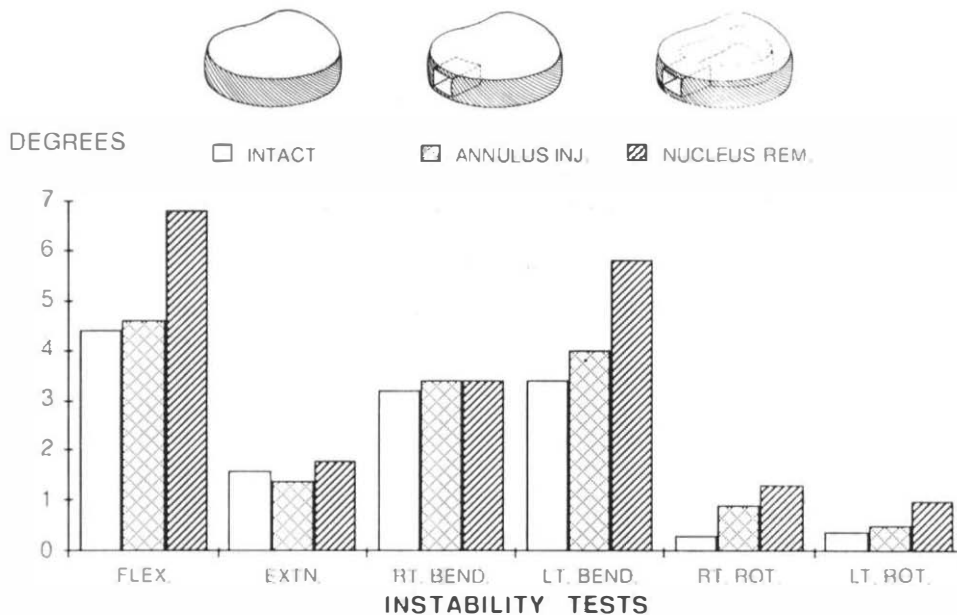 DEGREES
INTACT
ANNULUS INJ.
NUCLEUS REM.
7
6
5
4
3
2
1
0
FLEX.
EXTN.
RT. BEND.
LT. BEND.
RT. ROT.
LT. ROT.
INSTABILITY TESTS